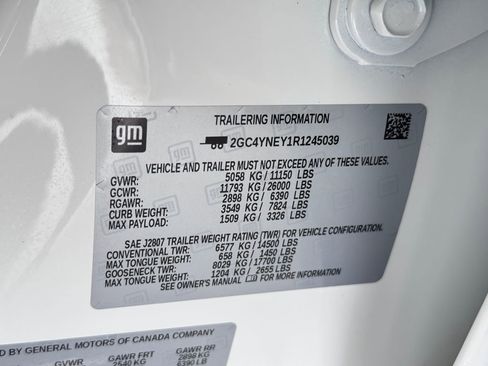 gm
TRAILERING INFORMATION
2GC4YNEY1R1245039
VEHICLE AND TRAILER MUST NOT EXCEED ANY OF THESE VALUES.
GVWR: 5058 KG / 11150 LBS
GCWR: 11793 KG / 26000 LBS
RGAWR: 2898 KG / 6390 LBS
CURB WEIGHT: 3549 KG / 7824 LBS
MAX PAYLOAD: 1509 KG / 3326 LBS
SAE J2807 TRAILER WEIGHT RATING (TWR) FOR VEHICLE CONFIGURATION.
CONVENTIONAL TWR: 6577 KG / 14500 LBS
MAX TONGUE WEIGHT: 658 KG / 1450 LBS
GOOSENECK TWR: 8029 KG / 17700 LBS
MAX TONGUE WEIGHT: 1204 KG / 2655 LBS
SEE OWNER'S MANUAL FOR MORE INFORMATION
D BY GENERAL MOTORS OF CANADA COMPANY
GVWR GAWR FRT GAWR RR
2540 KG 2898 KG
6390 LB